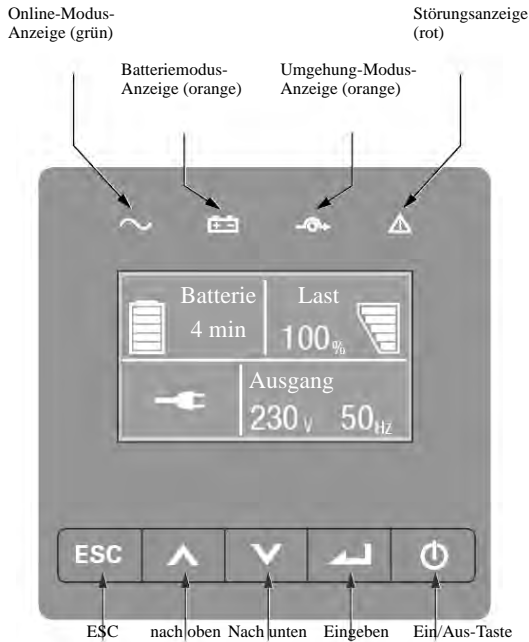 Online-Modus-
Anzeige (grün)
Störungsanzeige
(rot)
Batteriemodus-
Anzeige (orange)
Umgehung-Modus-
Anzeige (orange)
Batterie
4 min
Last
100%
Ausgang
230 V 50Hz
ESC
ESC nach oben Nach unten Eingeben Ein/Aus-Taste